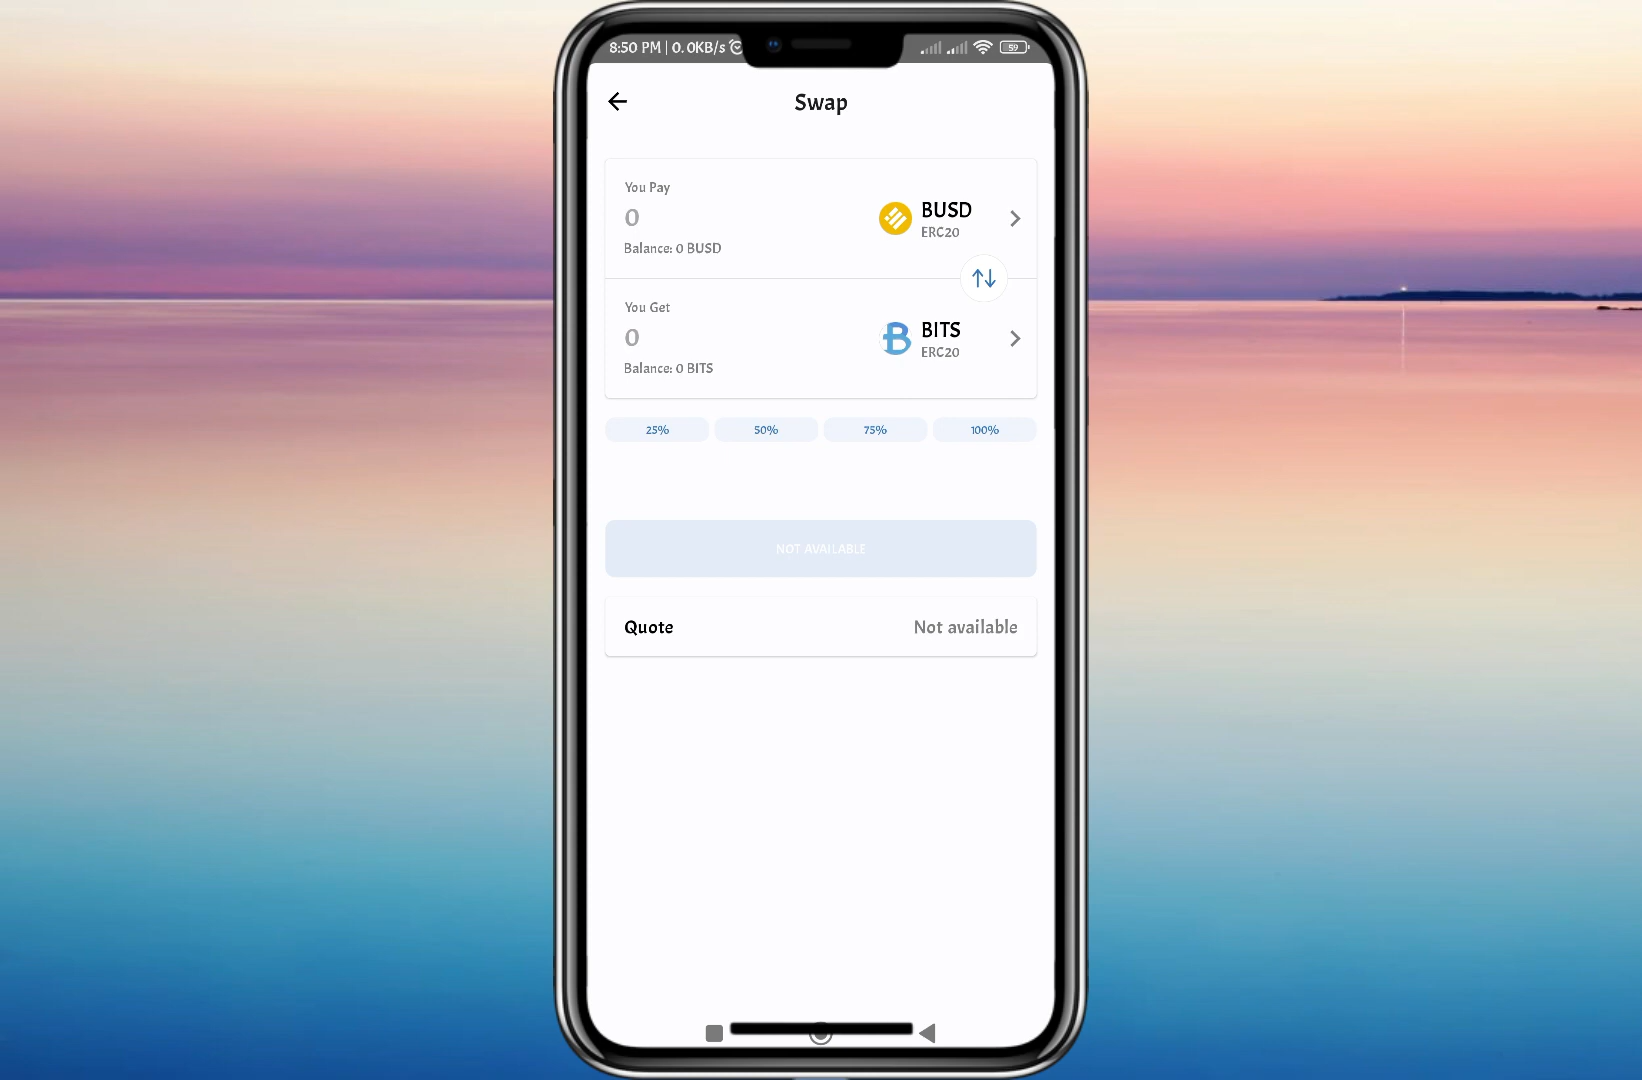 8:50 PM | 0.0KB/s
59
Swap
You Pay
0
BUSD
ERC20
Balance: 0 BUSD
You Get
0
BITS
ERC20
Balance: 0 BITS
25% 50% 75% 100%
NOT AVAILABLE
Quote Not available